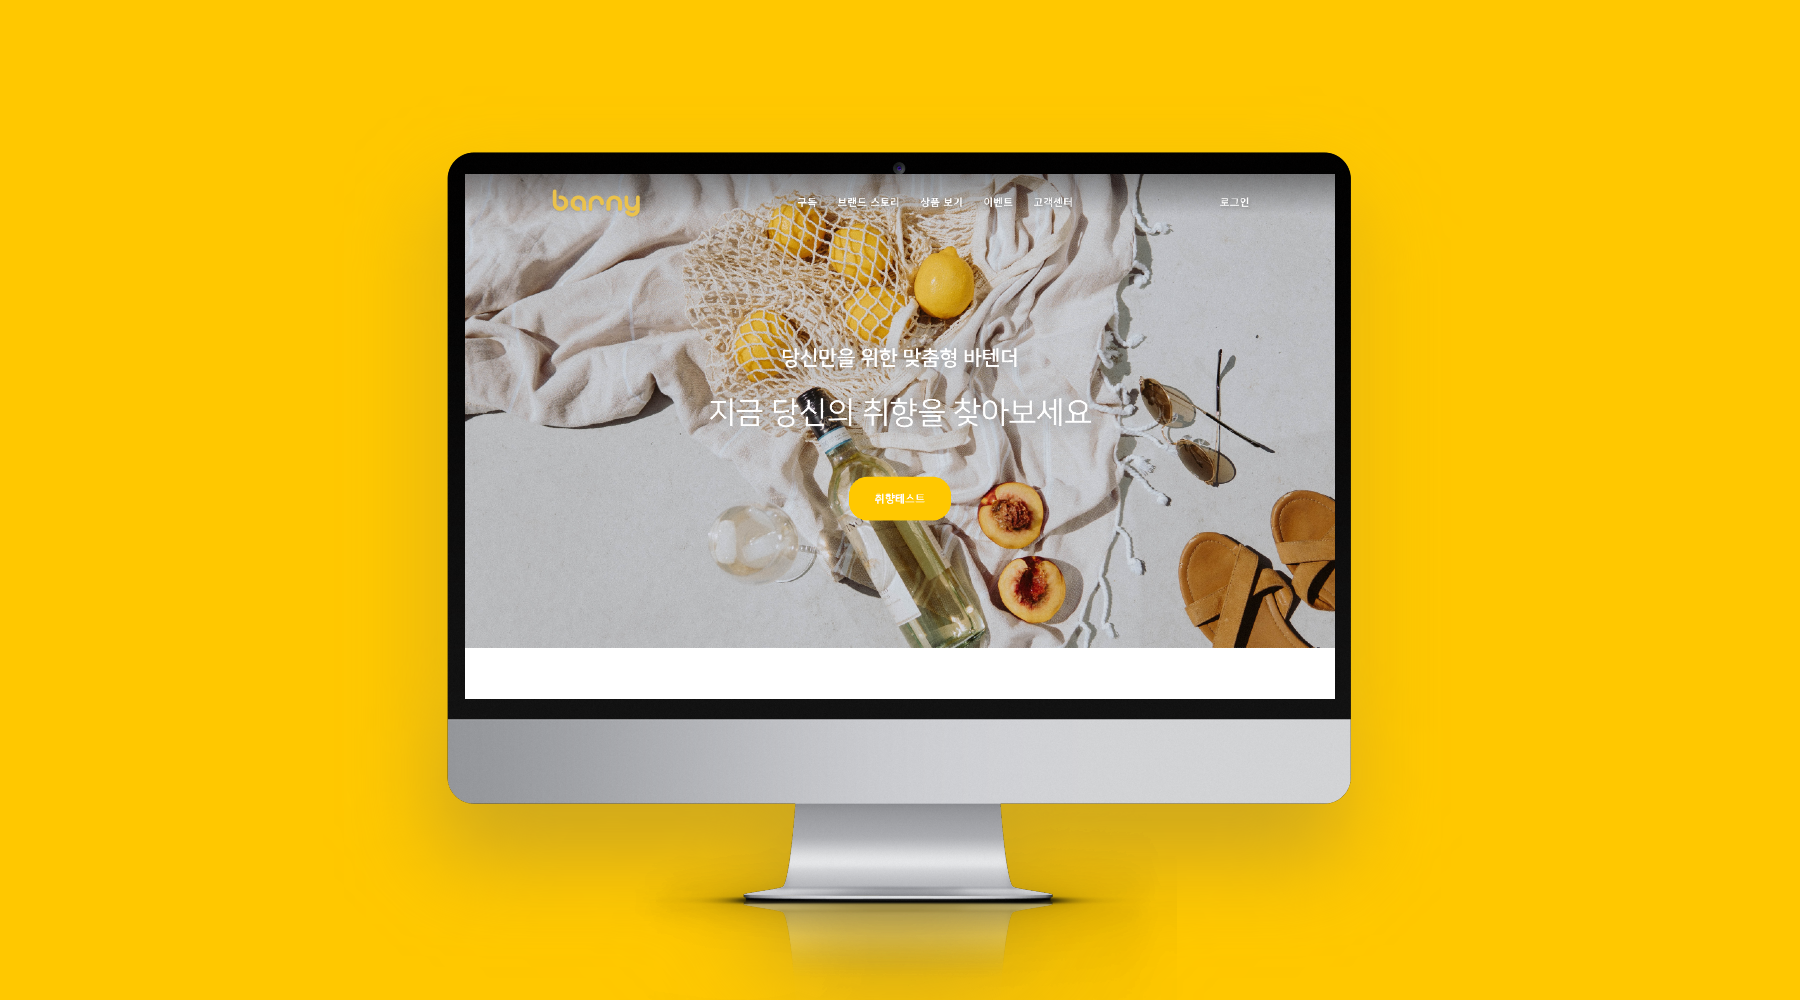 barny
구독 브랜드 스토리 상품 보기 이벤트 고객센터 로그인
당신만을 위한 맞춤형 바텐더
지금 당신의 취향을 찾아보세요
취향테스트